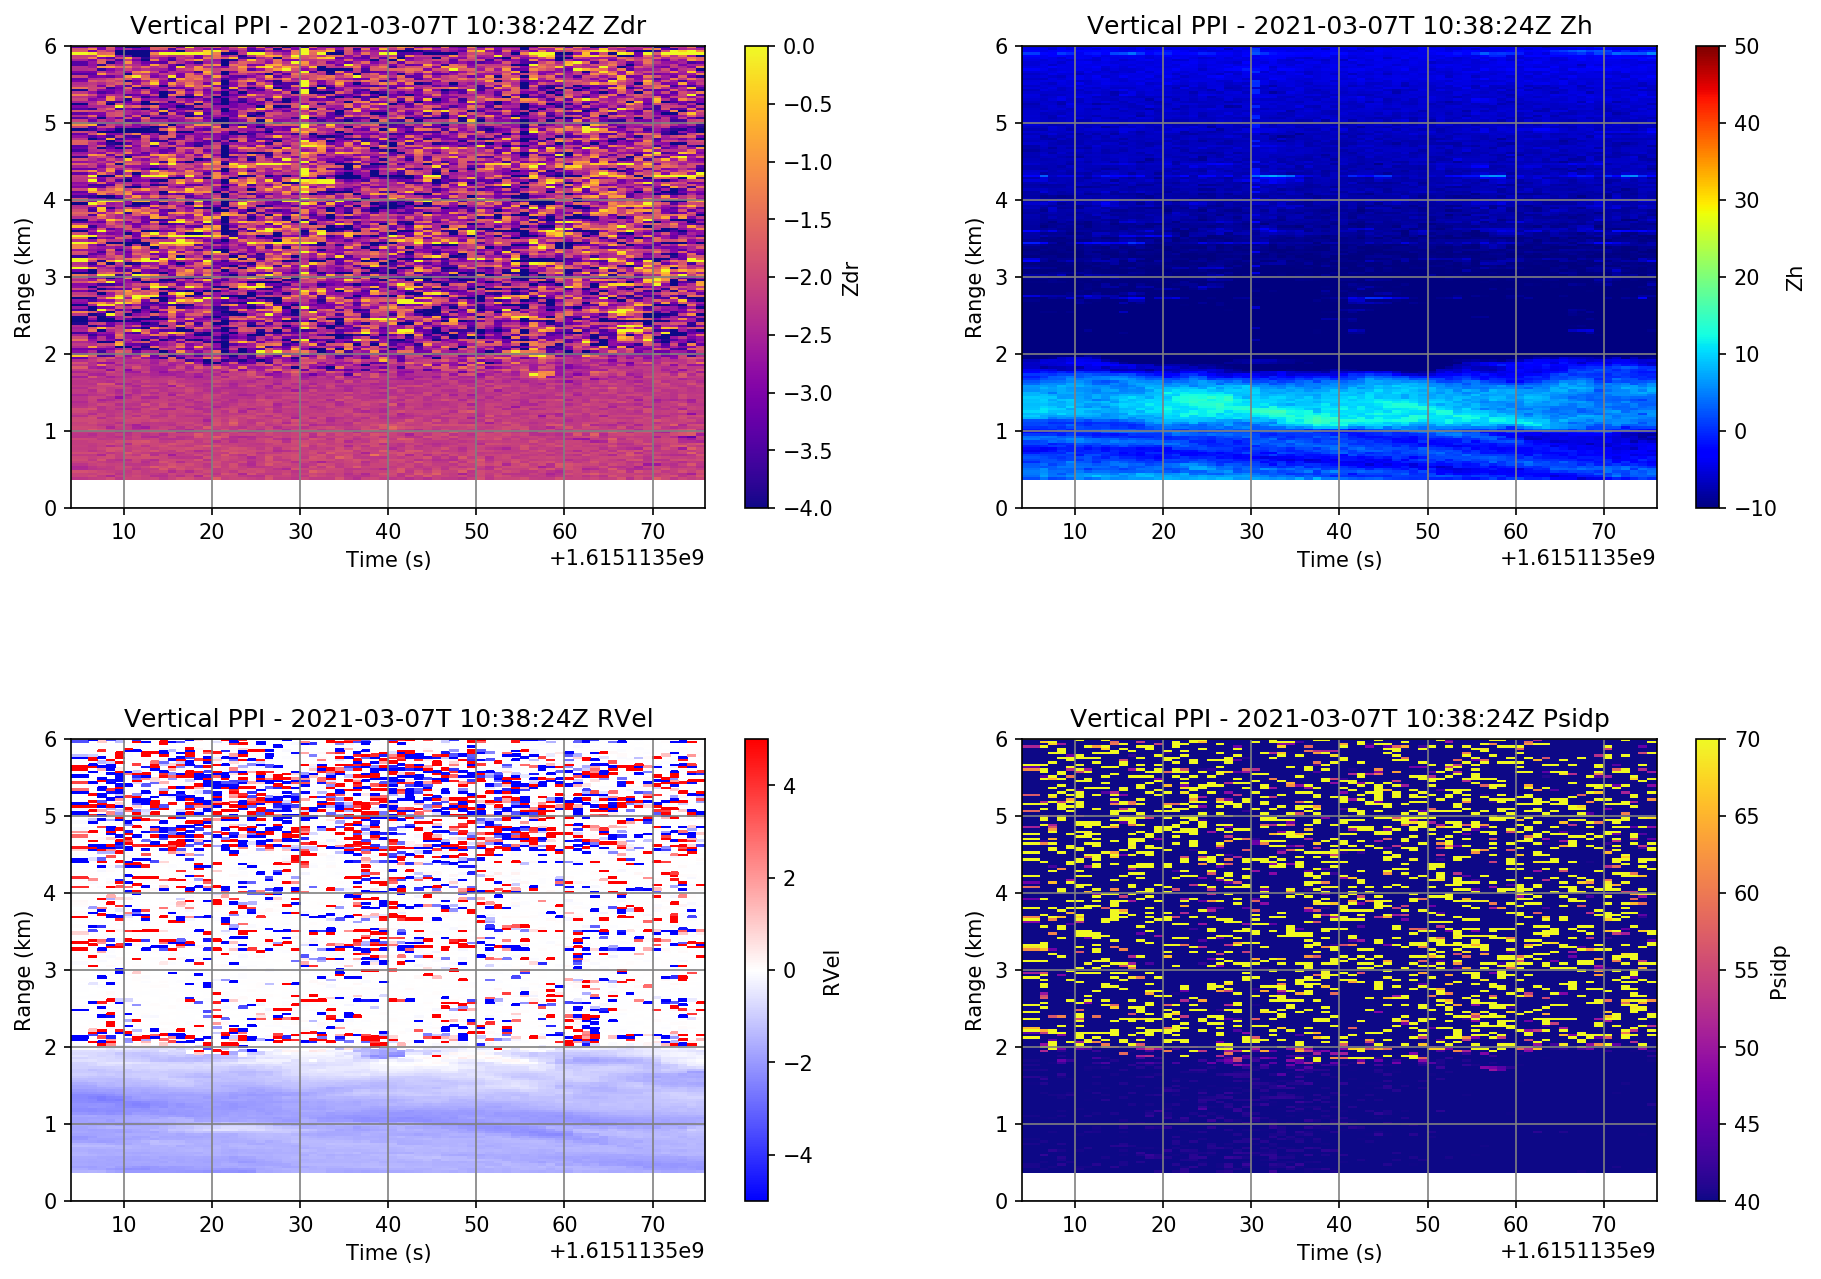 Vertical PPI - 2021-03-07T 10:38:24Z Zdr
6
5
4
3
2
1
0
Range (km)
10 20 30 40 50 60 70
Time (s)
+1.6151135e9
0.0
−0.5
−1.0
−1.5
−2.0
−2.5
−3.0
−3.5
−4.0
Zdr
Vertical PPI - 2021-03-07T 10:38:24Z Zh
6
5
4
3
2
1
0
Range (km)
10 20 30 40 50 60 70
Time (s)
+1.6151135e9
50
40
30
20
10
0
−10
Zh
Vertical PPI - 2021-03-07T 10:38:24Z RVel
6
5
4
3
2
1
0
Range (km)
10 20 30 40 50 60 70
Time (s)
+1.6151135e9
4
2
0
−2
−4
RVel
Vertical PPI - 2021-03-07T 10:38:24Z Psidp
6
5
4
3
2
1
0
Range (km)
10 20 30 40 50 60 70
Time (s)
+1.6151135e9
70
65
60
55
50
45
40
Psidp